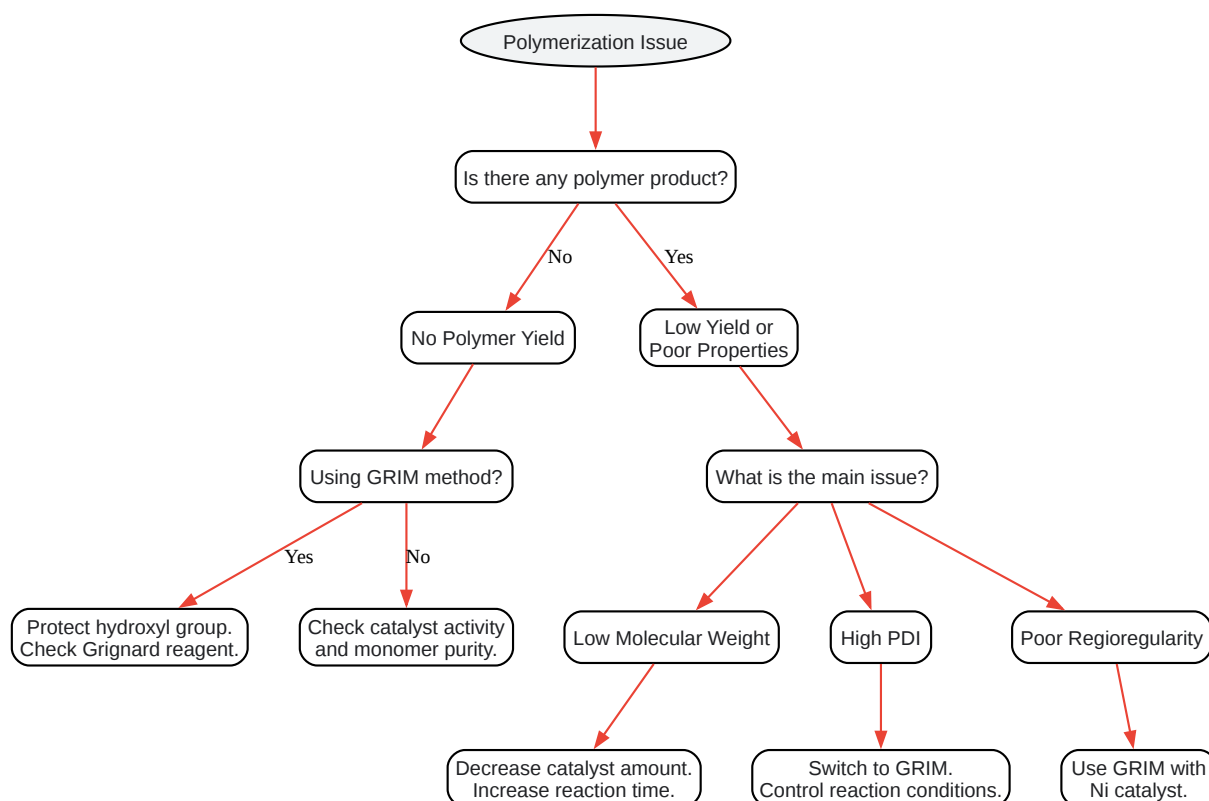 Polymerization Issue
Is there any polymer product?
No
Yes
No Polymer Yield
Low Yield or
Poor Properties
Using GRIM method?
What is the main issue?
Yes
No
Protect hydroxyl group.
Check Grignard reagent.
Check catalyst activity
and monomer purity.
Low Molecular Weight
High PDI
Poor Regioregularity
Decrease catalyst amount.
Increase reaction time.
Switch to GRIM.
Control reaction conditions.
Use GRIM with
Ni catalyst.